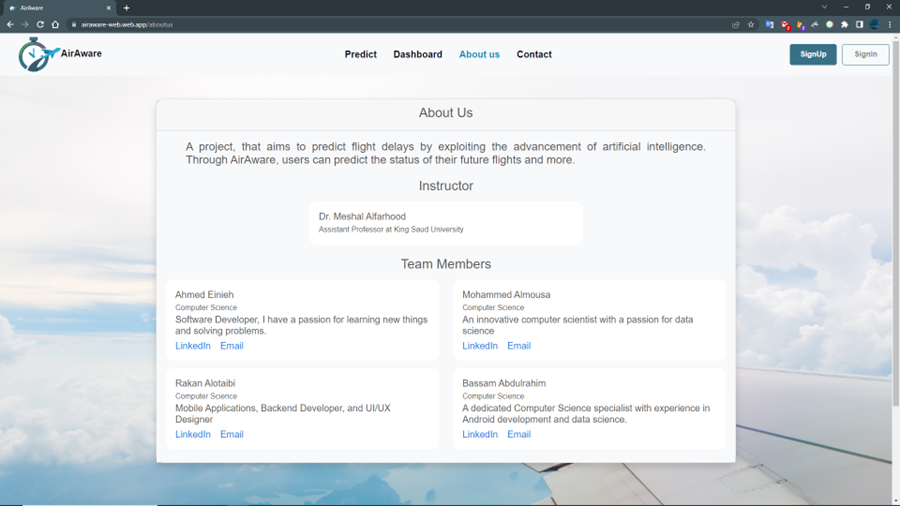 AirAware
airaware-web.web.app/aboutus
AirAware
Predict
Dashboard
About us
Contact
SignUp
SignIn
About Us
A project, that aims to predict flight delays by exploiting the advancement of artificial intelligence.
Through AirAware, users can predict the status of their future flights and more.
Instructor
Dr. Meshal Alfarhood
Assistant Professor at King Saud University
Team Members
Ahmed Einieh
Computer Science
Software Developer, I have a passion for learning new things
and solving problems.
LinkedIn Email
Mohammed Almousa
Computer Science
An innovative computer scientist with a passion for data
science
LinkedIn Email
Rakan Alotaibi
Computer Science
Mobile Applications, Backend Developer, and UI/UX
Designer
LinkedIn Email
Bassam Abdulrahim
Computer Science
A dedicated Computer Science specialist with experience in
Android development and data science.
LinkedIn Email